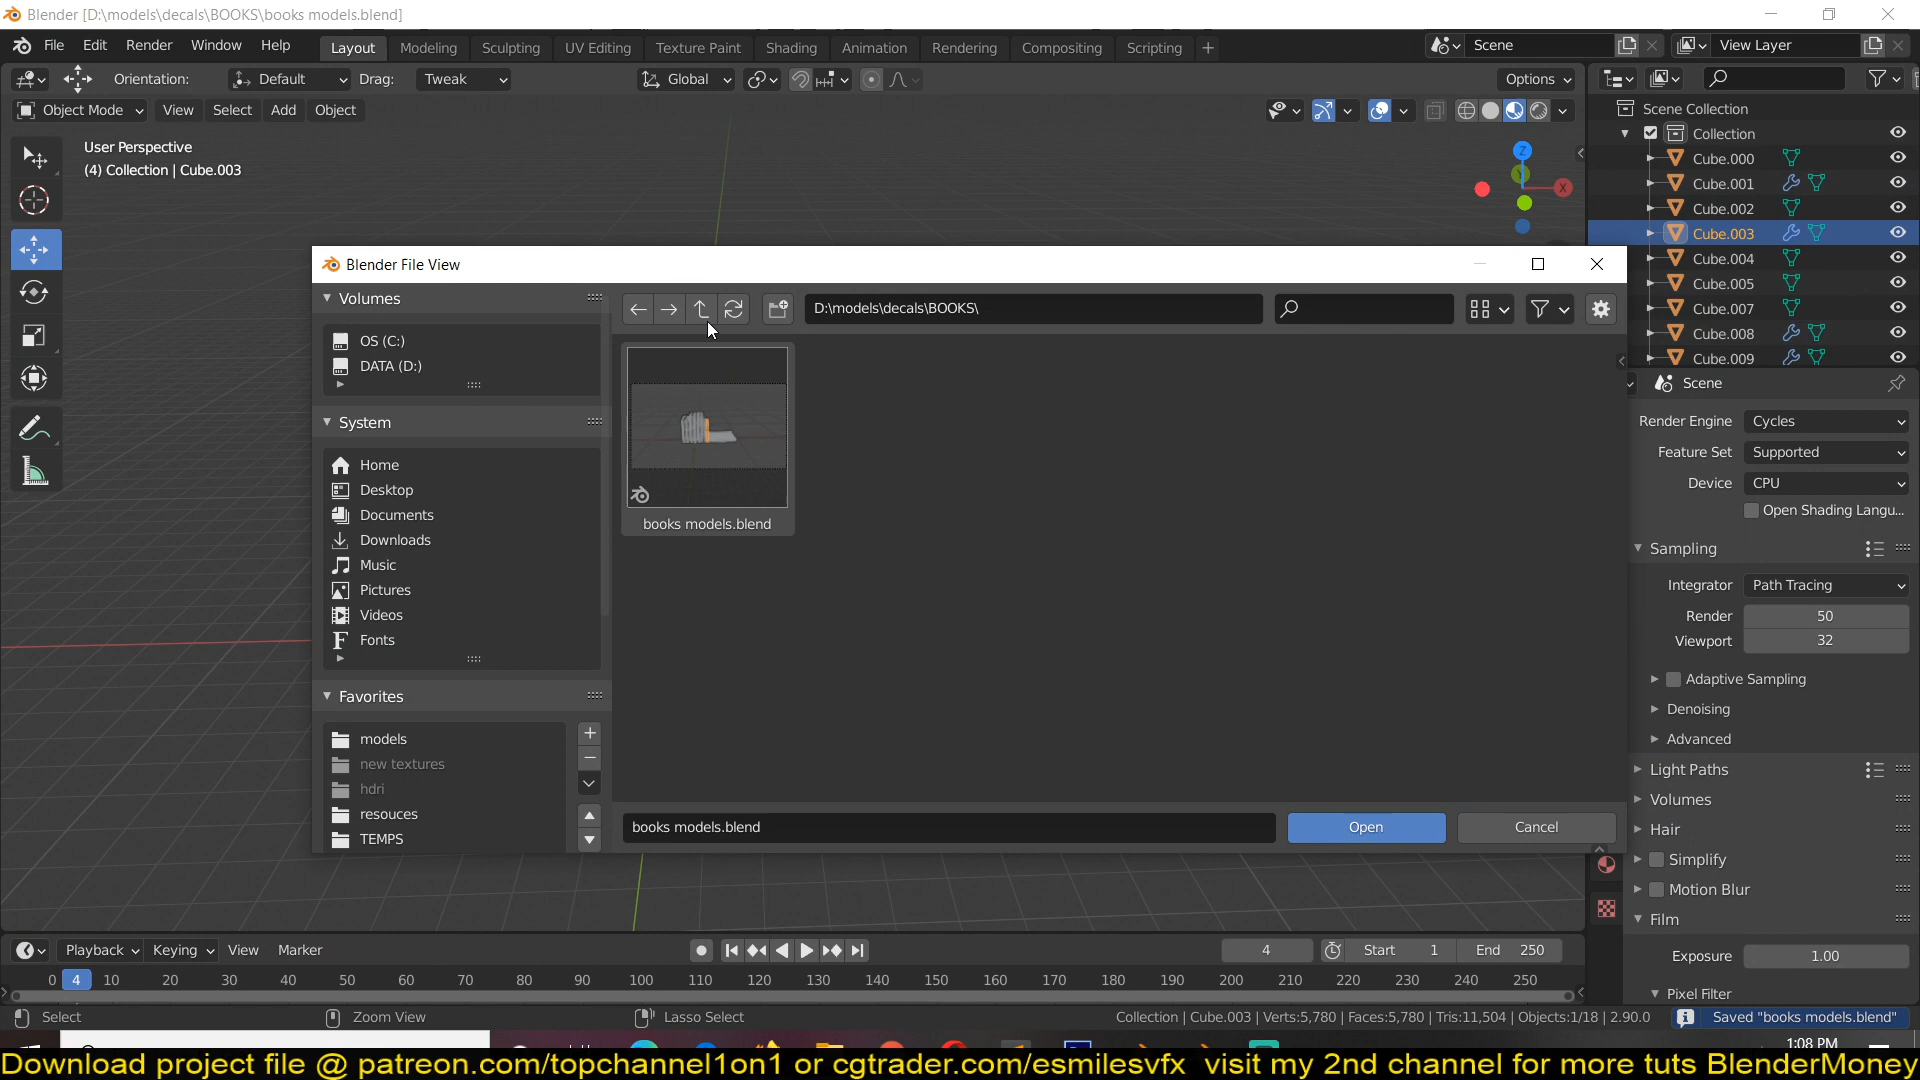 Blender [D:\models\decals\BOOKS\books models.blend]
File Edit Render Window Help Layout Modeling Sculpting UV Editing Texture Paint Shading Animation Rendering Compositing Scripting + Scene View Layer
Orientation: Default Drag: Tweak Global Options
Object Mode View Select Add Object
User Perspective
(4) Collection | Cube.003
Z
Y
X
Scene Collection
Collection
Cube.000
Cube.001
Cube.002
Cube.003
Cube.004
Cube.005
Cube.007
Cube.008
Cube.009
Blender File View
Volumes
OS (C:)
DATA (D:)
System
Home
Desktop
Documents
Downloads
Music
Pictures
Videos
Fonts
Favorites
models
new textures
hdri
resouces
TEMPS
D:\models\decals\BOOKS\
books models.blend
books models.blend
Open Cancel
Scene
Render Engine Cycles
Feature Set Supported
Device CPU
Open Shading Langu...
Sampling
Integrator Path Tracing
Render 50
Viewport 32
Adaptive Sampling
Denoising
Advanced
Light Paths
Volumes
Hair
Simplify
Motion Blur
Film
Exposure 1.00
Pixel Filter
Playback Keying View Marker 4 Start 1 End 250
0 4 10 20 30 40 50 60 70 80 90 100 110 120 130 140 150 160 170 180 190 200 210 220 230 240 250
Select Zoom View Lasso Select Collection | Cube.003 | Verts:5,780 | Faces:5,780 | Tris:11,504 | Objects:1/18 | 2.90.0 Saved "books models.blend"
1:08 PM
Download project file @ patreon.com/topchannel1on1 or cgtrader.com/esmilesvfx visit my 2nd channel for more tuts BlenderMoney